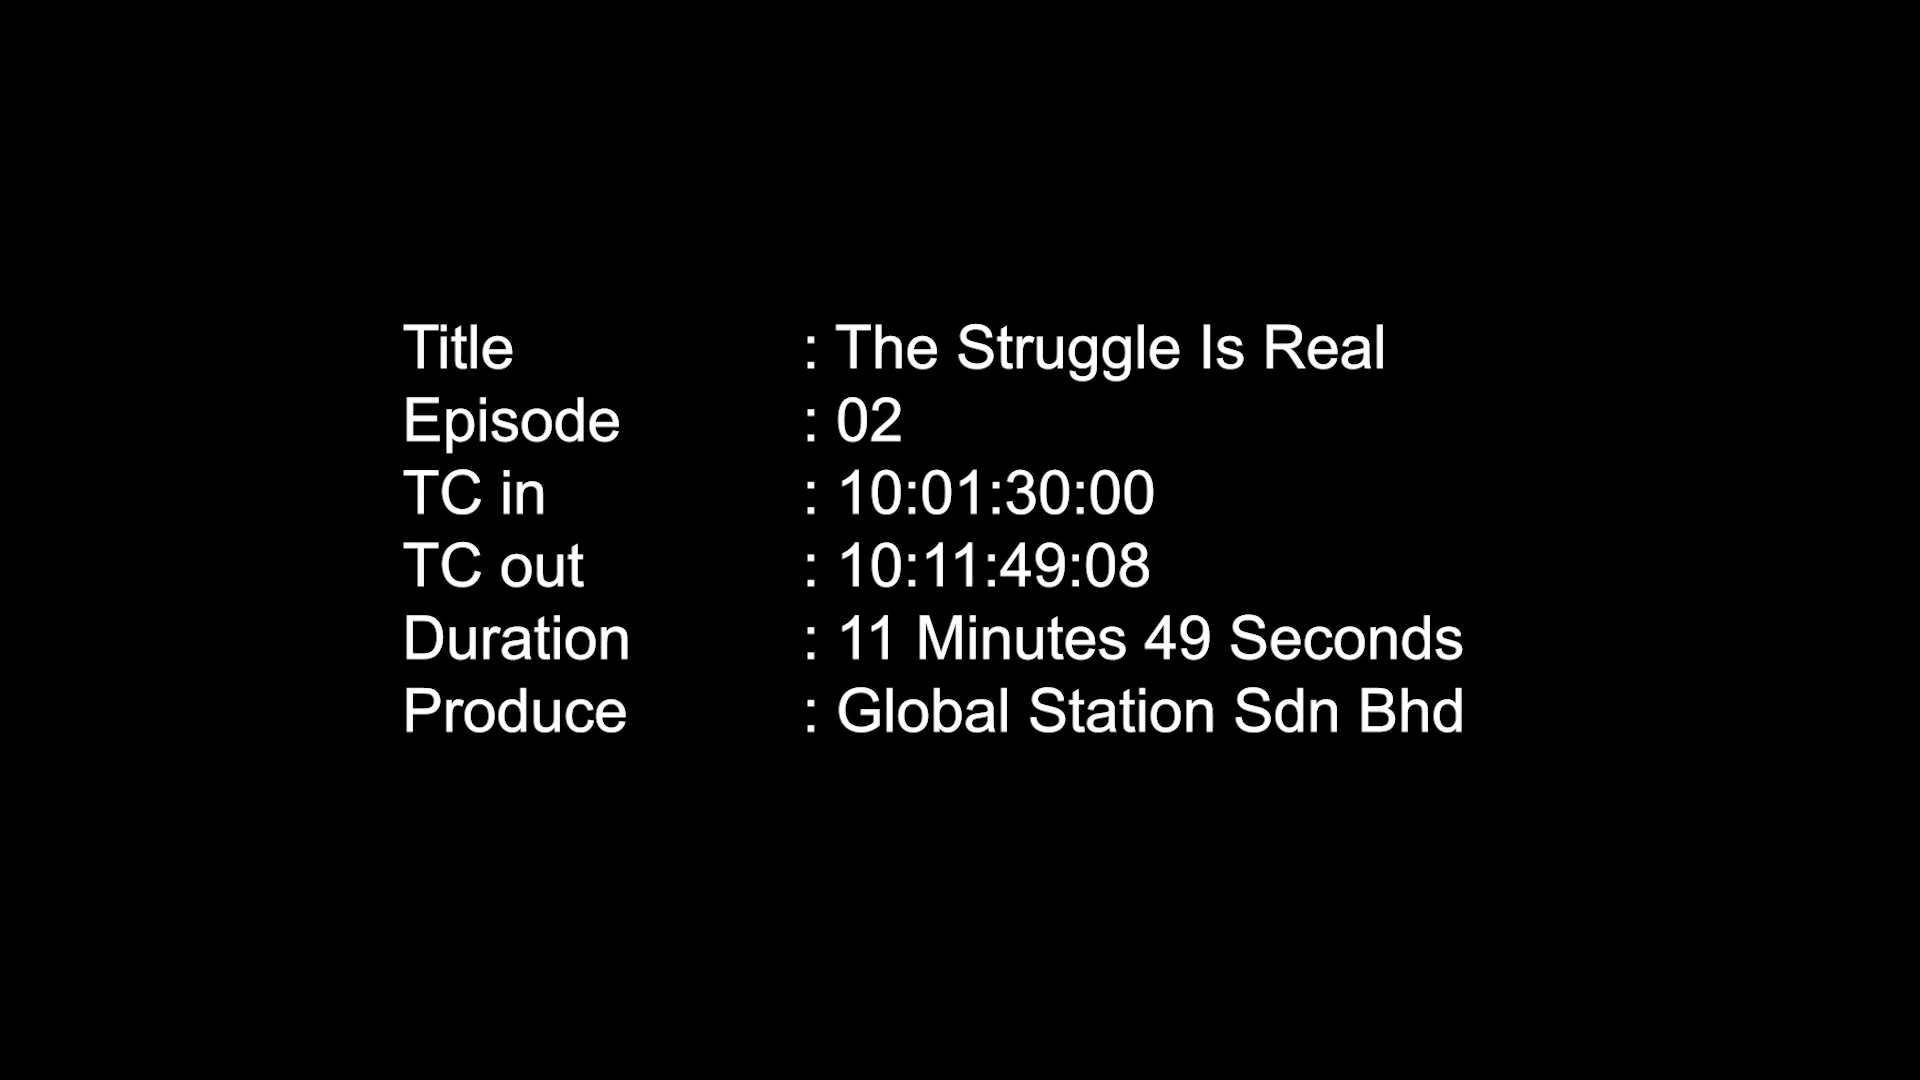 Title : The Struggle Is Real
Episode : 02
TC in : 10:01:30:00
TC out : 10:11:49:08
Duration : 11 Minutes 49 Seconds
Produce : Global Station Sdn Bhd